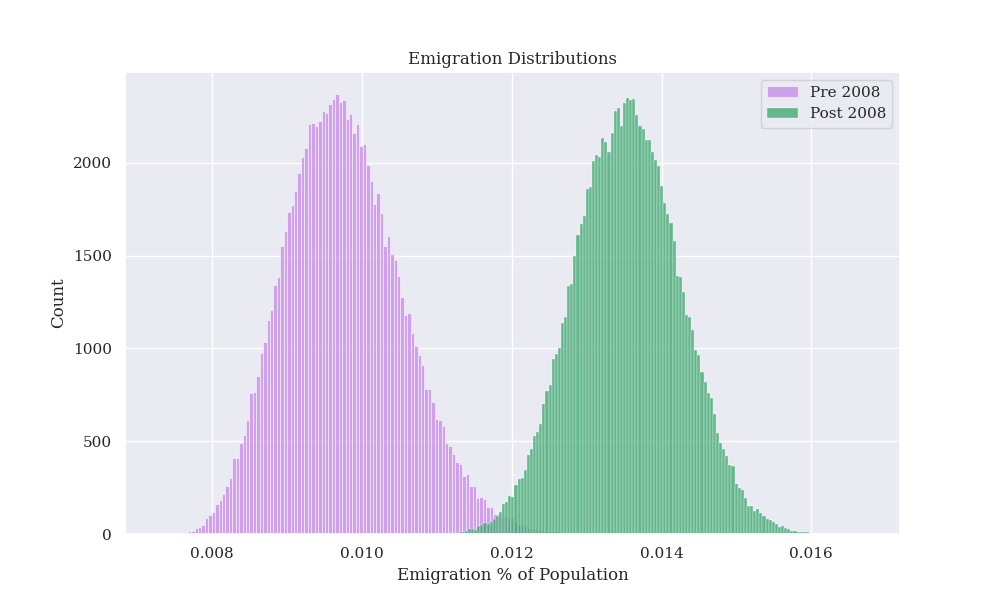 Emigration Distributions
Pre 2008
Post 2008
2000
1500
1000
500
0
Count
0.008 0.010 0.012 0.014 0.016
Emigration % of Population